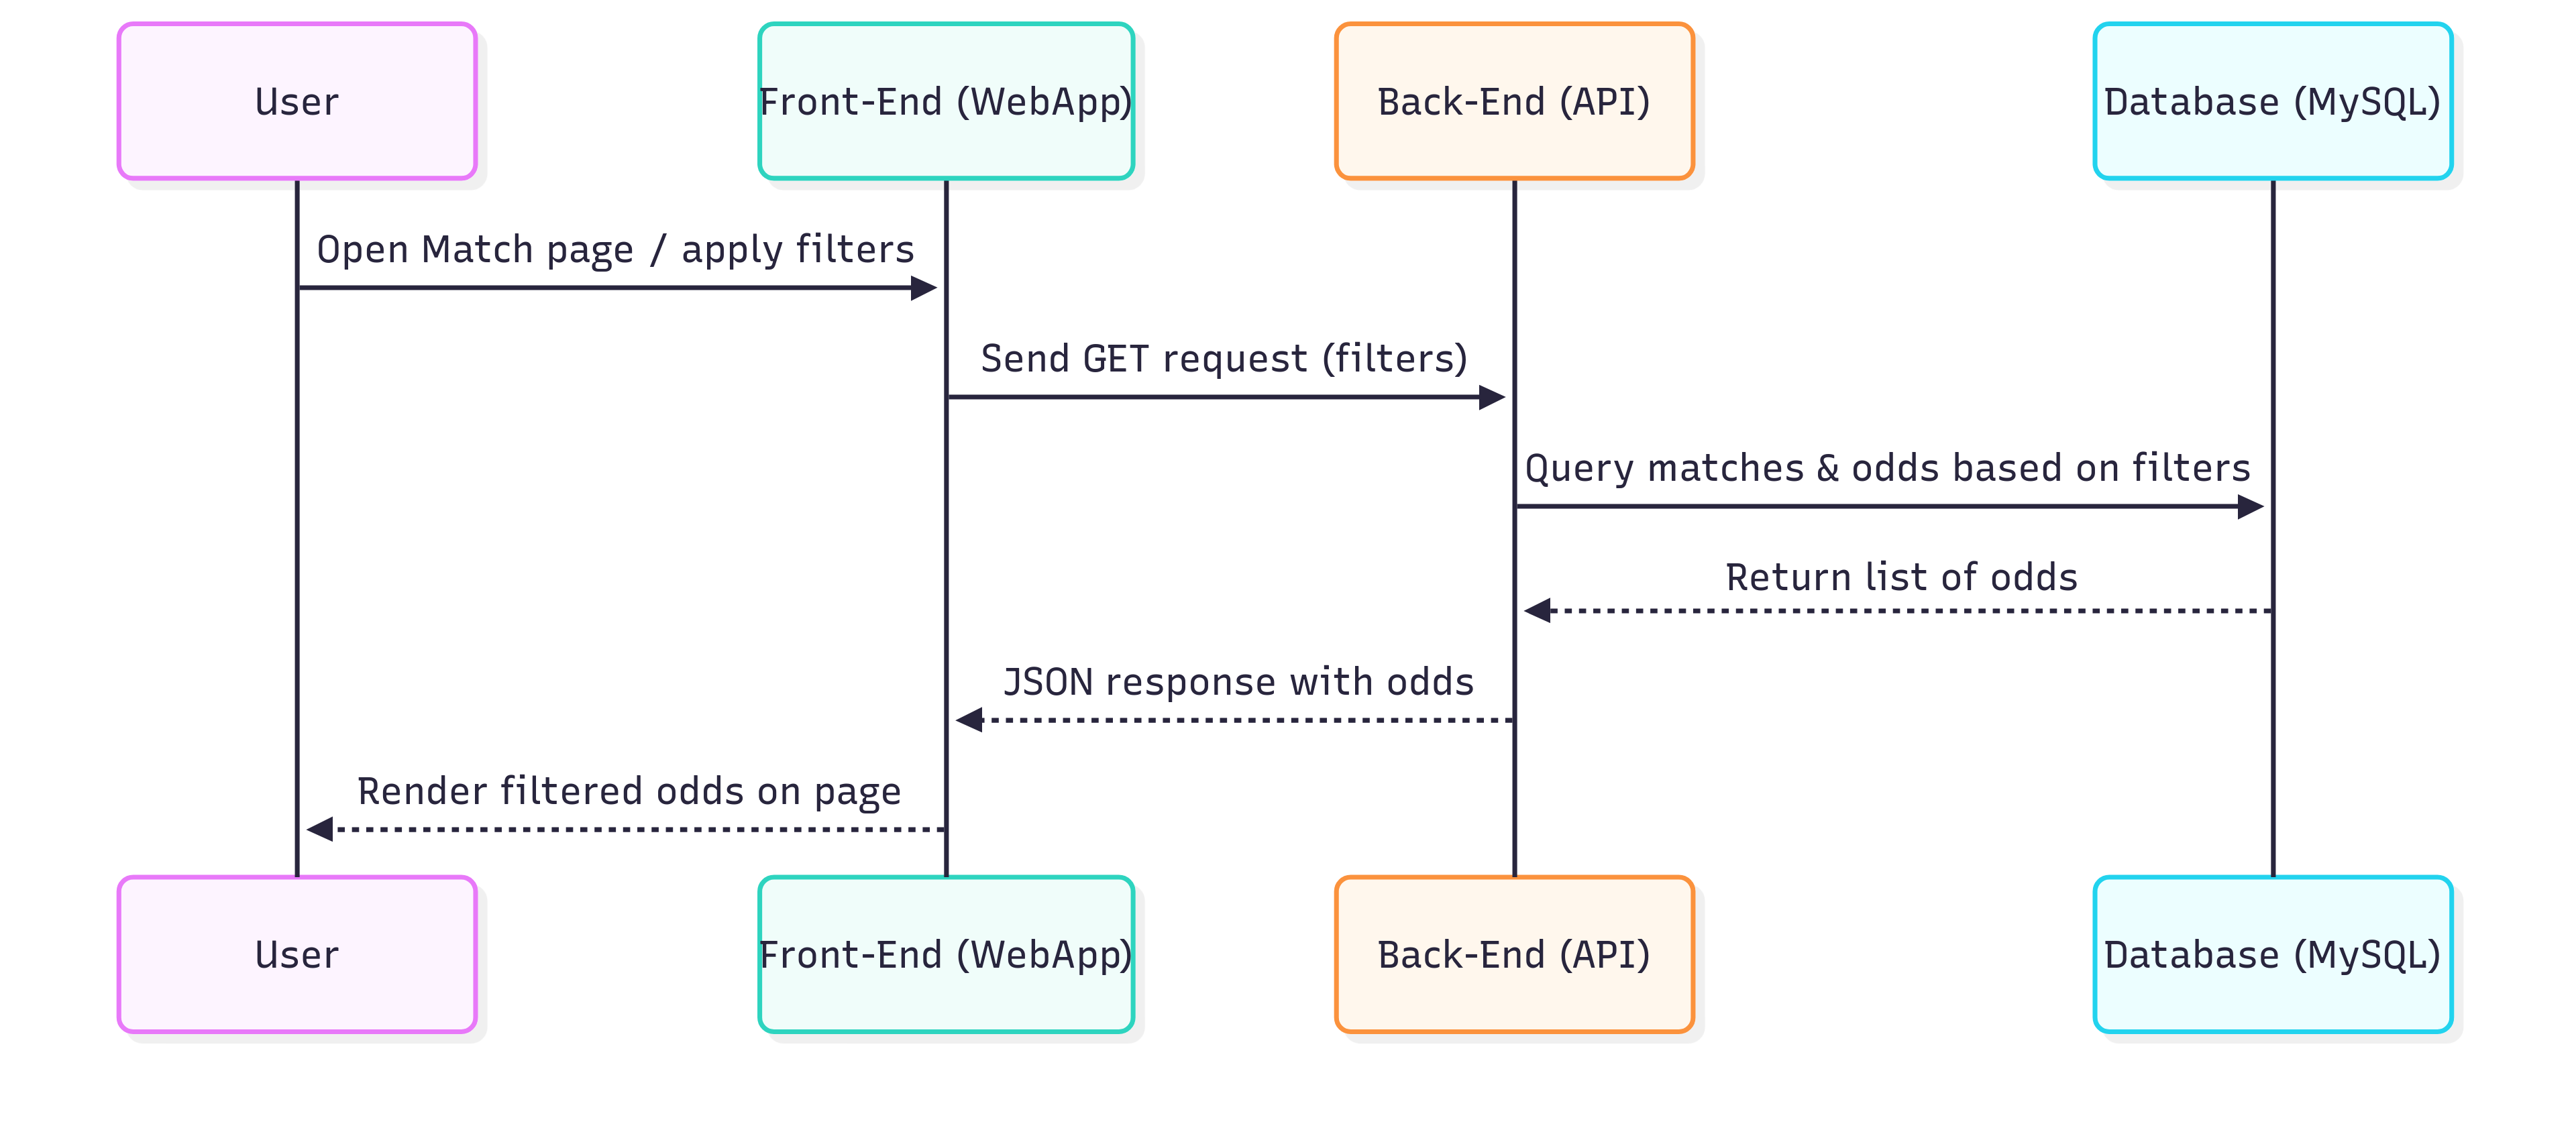 User
Front-End (WebApp)
Back-End (API)
Database (MySQL)
Open Match page / apply filters
Send GET request (filters)
Query matches & odds based on filters
Return list of odds
JSON response with odds
Render filtered odds on page
User
Front-End (WebApp)
Back-End (API)
Database (MySQL)